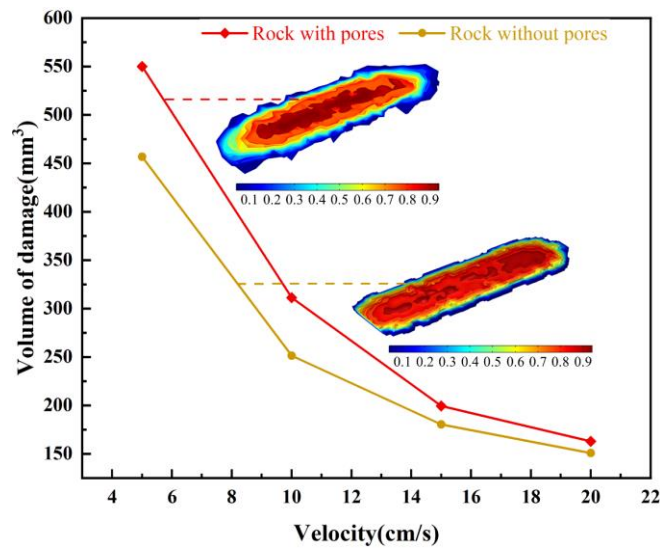 Rock with pores Rock without pores
600
550
500
450
400
350
300
250
200
150
0.1 0.2 0.3 0.4 0.5 0.6 0.7 0.8 0.9
0.1 0.2 0.3 0.4 0.5 0.6 0.7 0.8 0.9
4 6 8 10 12 14 16 18 20 22
Velocity(cm/s)
Volume of damage(mm³)